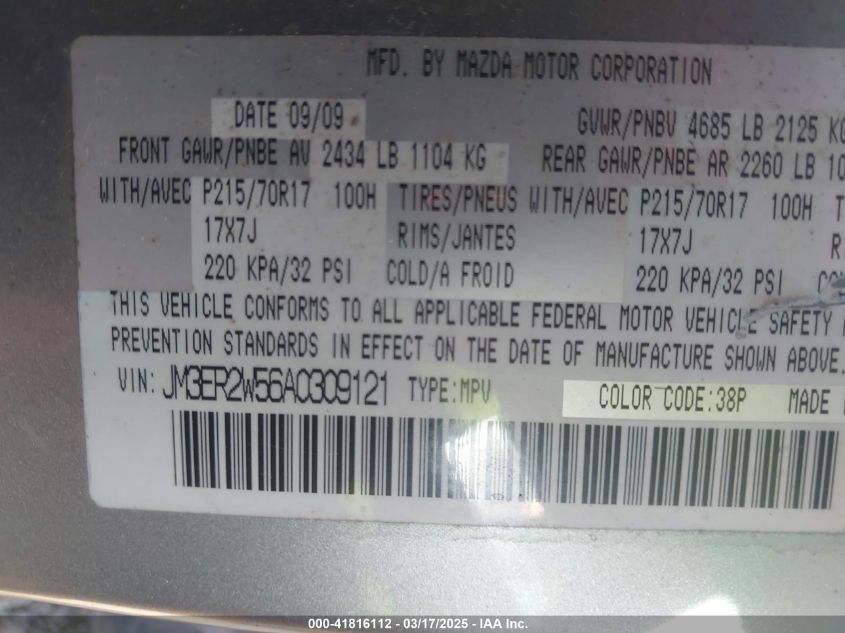 MFD. BY MAZDA MOTOR CORPORATION
DATE 09/09 GVWR/PNBV 4685 LB 2125 KG
FRONT GAWR/PNBE AV 2434 LB 1104 KG REAR GAWR/PNBE AR 2260 LB
WITH/AVEC P215/70R17 100H TIRES/PNEUS WITH/AVEC P215/70R17 100H
17X7J RIMS/JANTES 17X7J
220 KPA/32 PSI COLD/A FROID 220 KPA/32 PSI
THIS VEHICLE CONFORMS TO ALL APPLICABLE FEDERAL MOTOR VEHICLE SAFETY
PREVENTION STANDARDS IN EFFECT ON THE DATE OF MANUFACTURE SHOWN ABOVE.
VIN: JM3ER2W56A0309121 TYPE:MPV COLOR CODE:38P MADE
000-41816112 - 03/17/2025 - IAA Inc.